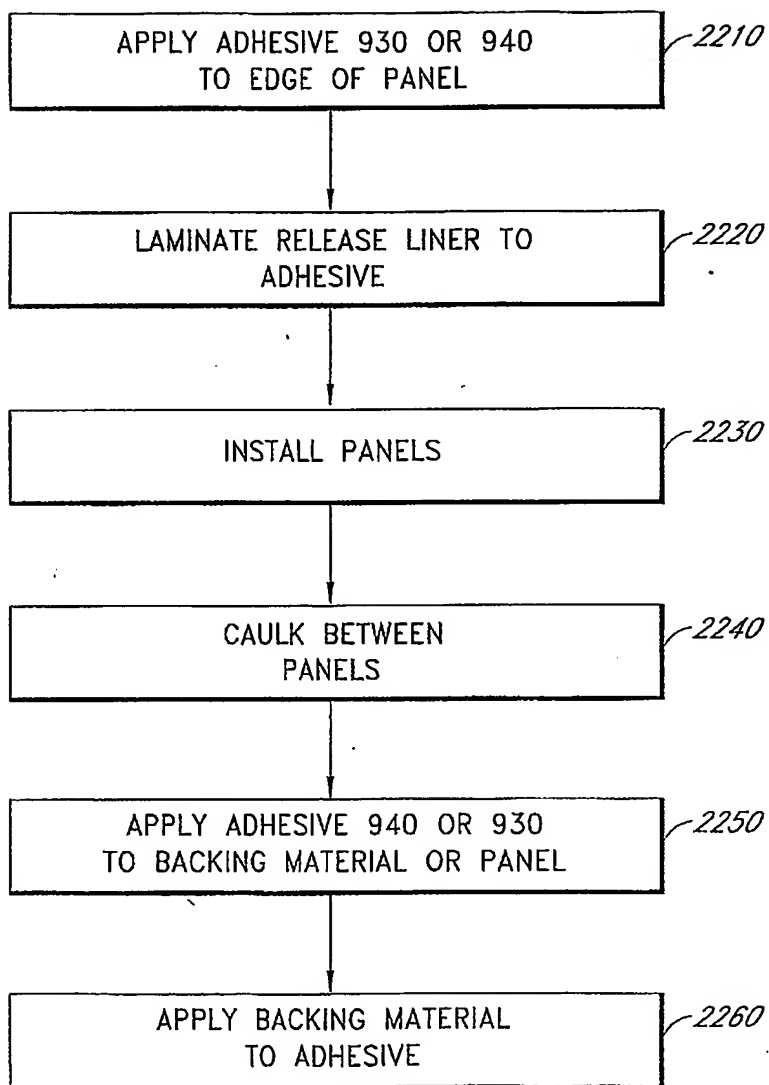 APPLY ADHESIVE 930 OR 940
TO EDGE OF PANEL
2210
LAMINATE RELEASE LINER TO
ADHESIVE
2220
INSTALL PANELS
2230
CAULK BETWEEN
PANELS
2240
APPLY ADHESIVE 940 OR 930
TO BACKING MATERIAL OR PANEL
2250
APPLY BACKING MATERIAL
TO ADHESIVE
2260